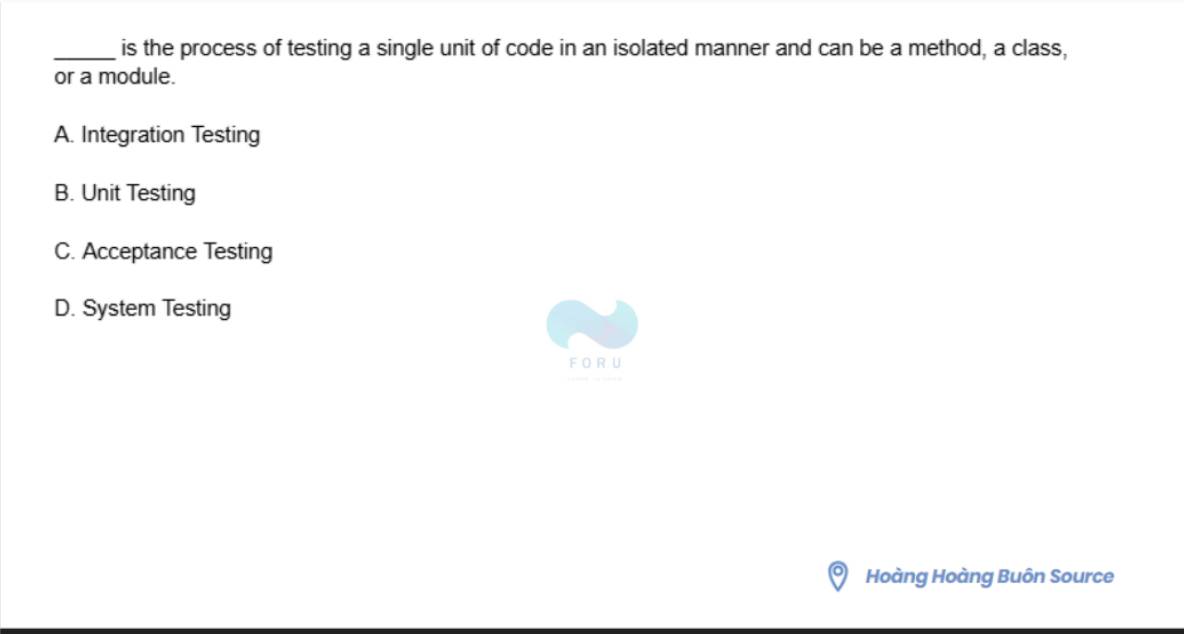 _____ is the process of testing a single unit of code in an isolated manner and can be a method, a class,
or a module.
A. Integration Testing
B. Unit Testing
C. Acceptance Testing
D. System Testing
FORU
Hoàng Hoàng Buôn Source